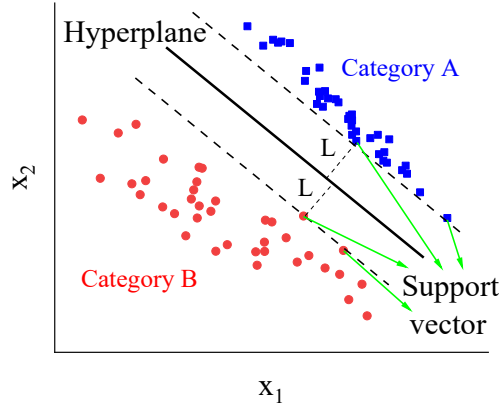 Hyperplane
Category A
L
L
x2
Category B
Support
vector
x1